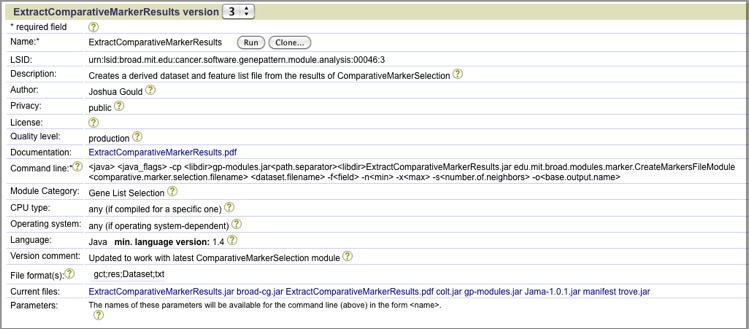 ExtractComparativeMarkerResults version 3
* required field ?
Name:* ExtractComparativeMarkerResults Run Clone...
LSID: urn:lsid:broad.mit.edu:cancer.software.genepattern.module.analysis:00046:3
Description: Creates a derived dataset and feature list file from the results of ComparativeMarkerSelection ?
Author: Joshua Gould ?
Privacy: public ?
License: ?
Quality level: production ?
Documentation: ExtractComparativeMarkerResults.pdf
Command line:*? <java> <java_flags> -cp <libdir>gp-modules.jar<path.separator><libdir>ExtractComparativeMarkerResults.jar edu.mit.broad.modules.marker.CreateMarkersFileModule
<comparative.marker.selection.filename> <dataset.filename> -f<field> -n<min> -x<max> -s<number.of.neighbors> -o<base.output.name>
Module Category: Gene List Selection ?
CPU type: any (if compiled for a specific one) ?
Operating system: any (if operating system-dependent) ?
Language: Java min. language version: 1.4 ?
Version comment: Updated to work with latest ComparativeMarkerSelection module ?
File format(s):? gct;res;Dataset;txt
Current files: ExtractComparativeMarkerResults.jar broad-cg.jar ExtractComparativeMarkerResults.pdf colt.jar gp-modules.jar Jama-1.0.1.jar manifest trove.jar
Parameters: The names of these parameters will be available for the command line (above) in the form <name>.
?